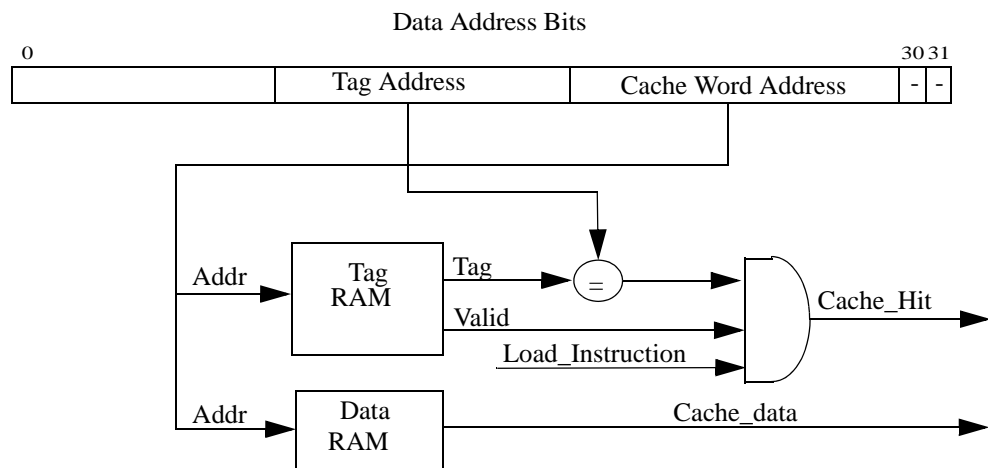 Data Address Bits
0 30 31
Tag Address Cache Word Address - -
Tag
RAM
Addr
Tag
=
Valid
Load_Instruction
Cache_Hit
Data
RAM
Addr
Cache_data